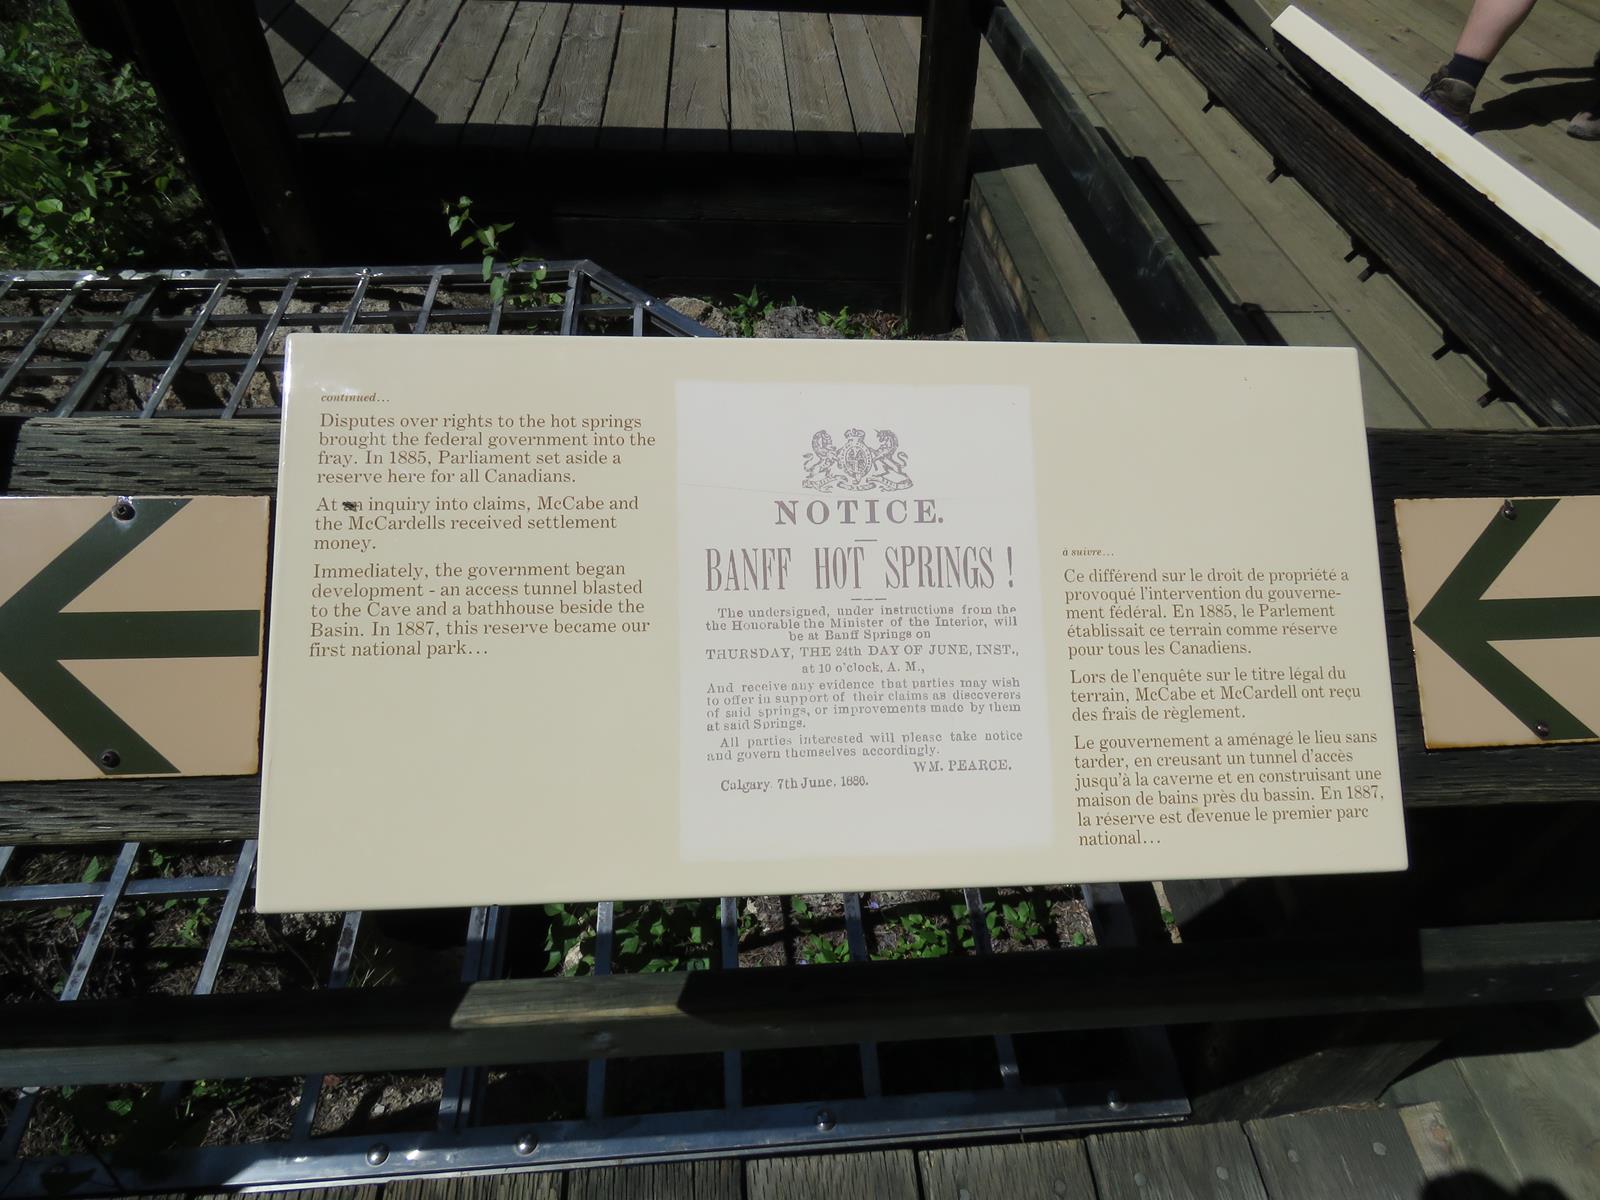 continued...
Disputes over rights to the hot springs
brought the federal government into the
fray. In 1885, Parliament set aside a
reserve here for all Canadians.
At an inquiry into claims, McCabe and
the McCardells received settlement
money.
Immediately, the government began
development - an access tunnel blasted
to the Cave and a bathhouse beside the
Basin. In 1887, this reserve became our
first national park...
NOTICE.
BANFF HOT SPRINGS !
The undersigned, under instructions from the
the Honorable the Minister of the Interior, will
be at Banff Springs on
THURSDAY, THE 24th DAY OF JUNE, INST.,
at 10 o'clock, A. M.,
And receive any evidence that parties may wish
to offer in support of their claims as discoverers
of said springs, or improvements made by them
at said Springs.
All parties interested will please take notice
and govern themselves accordingly.
WM. PEARCE.
Calgary. 7th June, 1886.
à suivre...
Ce différend sur le droit de propriété a
provoqué l'intervention du gouverne-
ment fédéral. En 1885, le Parlement
établissait ce terrain comme réserve
pour tous les Canadiens.
Lors de l'enquête sur le titre légal du
terrain, McCabe et McCardell ont reçu
des frais de règlement.
Le gouvernement a aménagé le lieu sans
tarder, en creusant un tunnel d'accès
jusqu'à la caverne et en construisant une
maison de bains près du bassin. En 1887,
la réserve est devenue le premier parc
national...